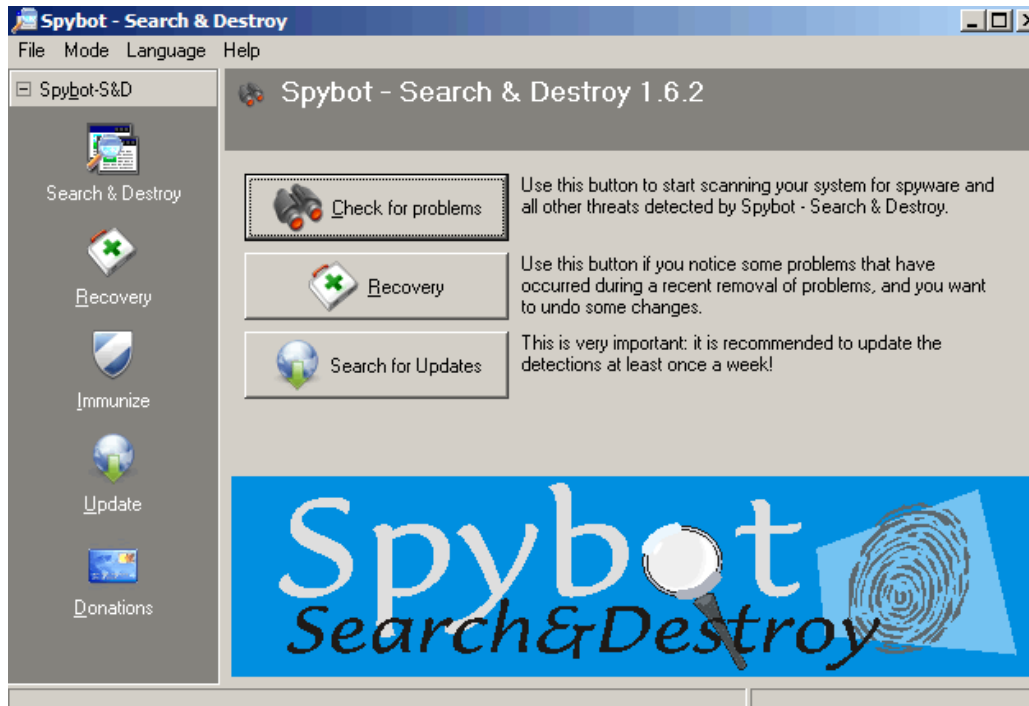 Spybot - Search & Destroy
File Mode Language Help
Spybot-S&D
Search & Destroy
Recovery
Immunize
Update
Donations
Spybot - Search & Destroy 1.6.2
Check for problems
Use this button to start scanning your system for spyware and
all other threats detected by Spybot - Search & Destroy.
Recovery
Use this button if you notice some problems that have
occurred during a recent removal of problems, and you want
to undo some changes.
Search for Updates
This is very important: it is recommended to update the
detections at least once a week!
Spybot
Search&Destroy